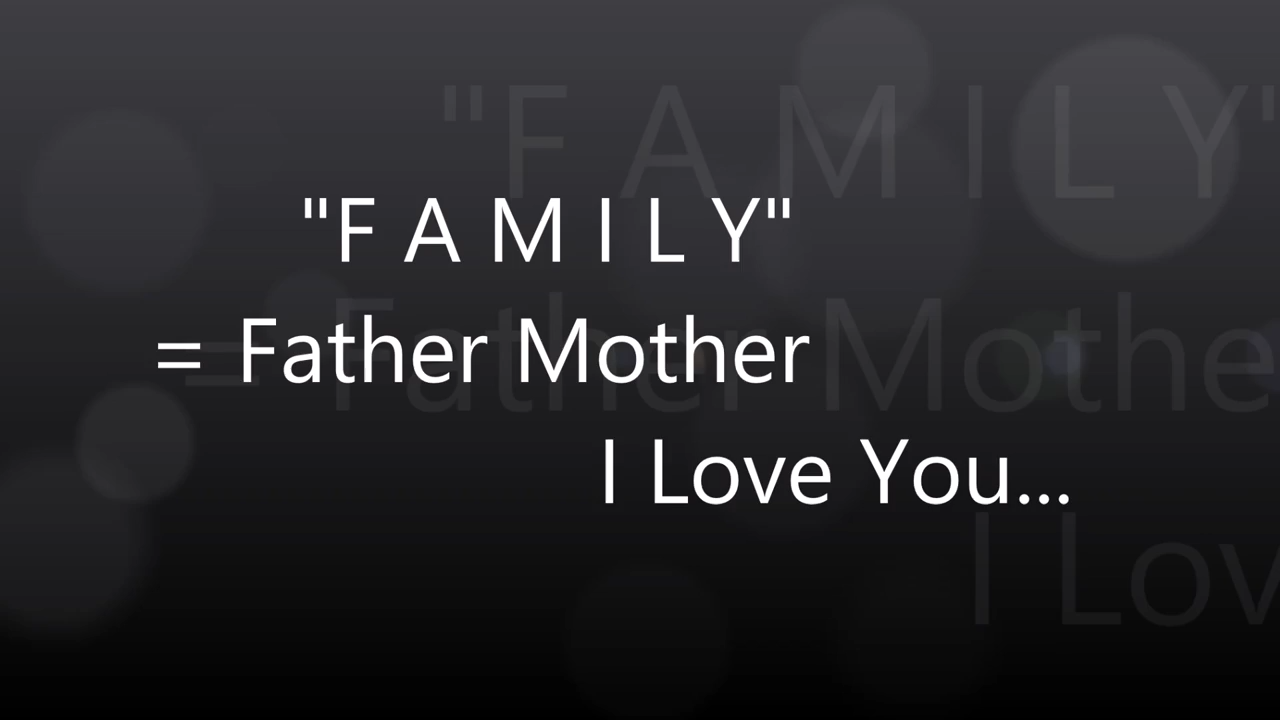 "F A M I L Y"
= Father Mother
I Love You...